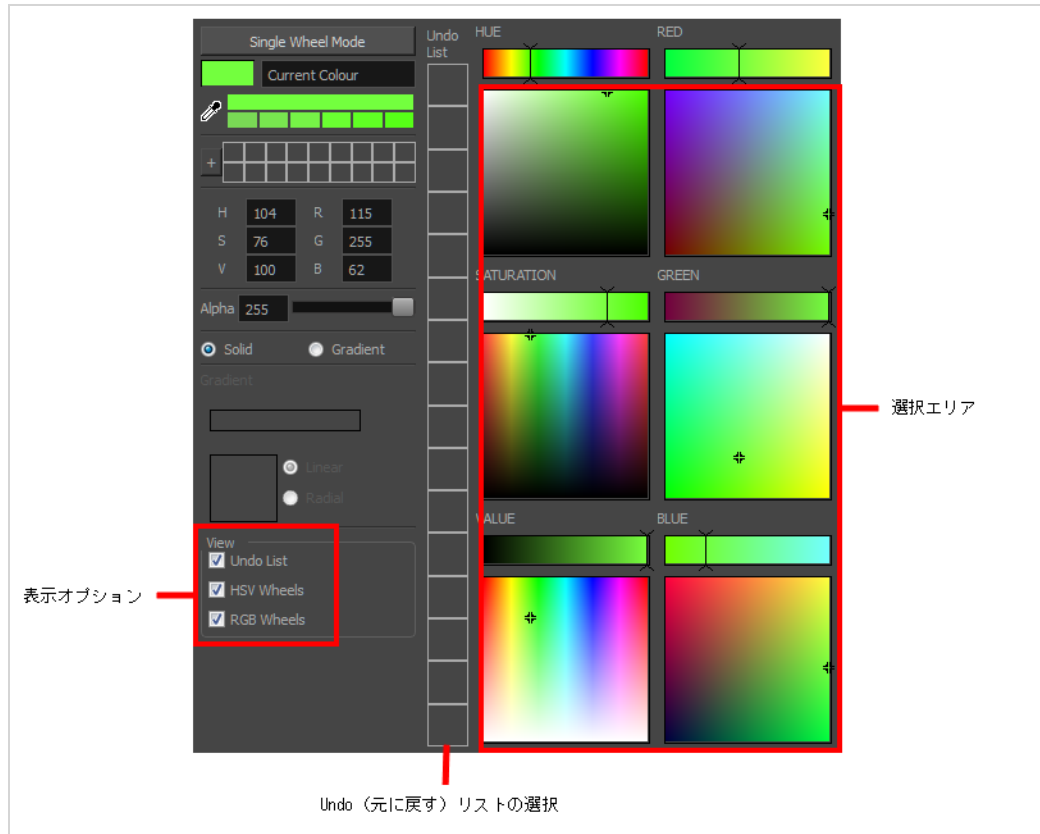 Single Wheel Mode
Current Colour
+
H 104 R 115
S 76 G 255
V 100 B 62
Alpha 255
Solid Gradient
Gradient
Linear
Radial
View
Undo List
HSV Wheels
RGB Wheels
Undo
List
HUE RED
SATURATION GREEN
VALUE BLUE
選択エリア
表示オプション
Undo（元に戻す）リストの選択